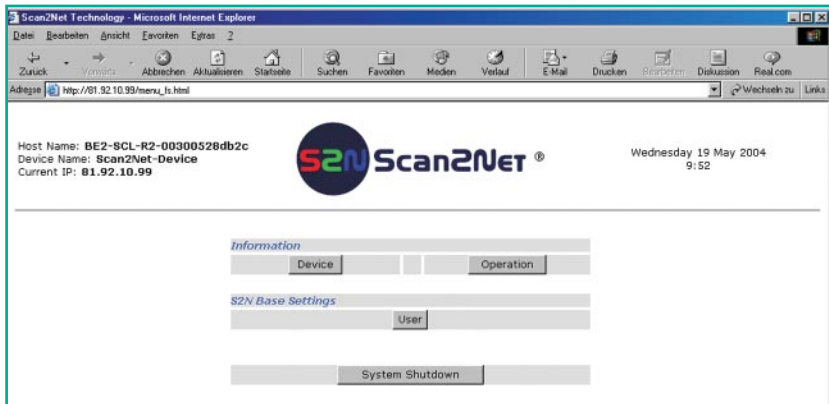 Scan2Net Technology - Microsoft Internet Explorer
Datei Bearbeiten Ansicht Favoriten Extras ?
Zurück Vorwärts Abbrechen Aktualisieren Startseite Suchen Favoriten Medien Verlauf E-Mail Drucken Bearbeiten Diskussion Real.com
Adresse http://81.92.10.99/menu_fs.html Wechseln zu Links
Host Name: BE2-SCL-R2-00300528db2c
Device Name: Scan2Net-Device
Current IP: 81.92.10.99
S2N Scan2Net ®
Wednesday 19 May 2004
9:52
Information
Device Operation
S2N Base Settings
User
System Shutdown